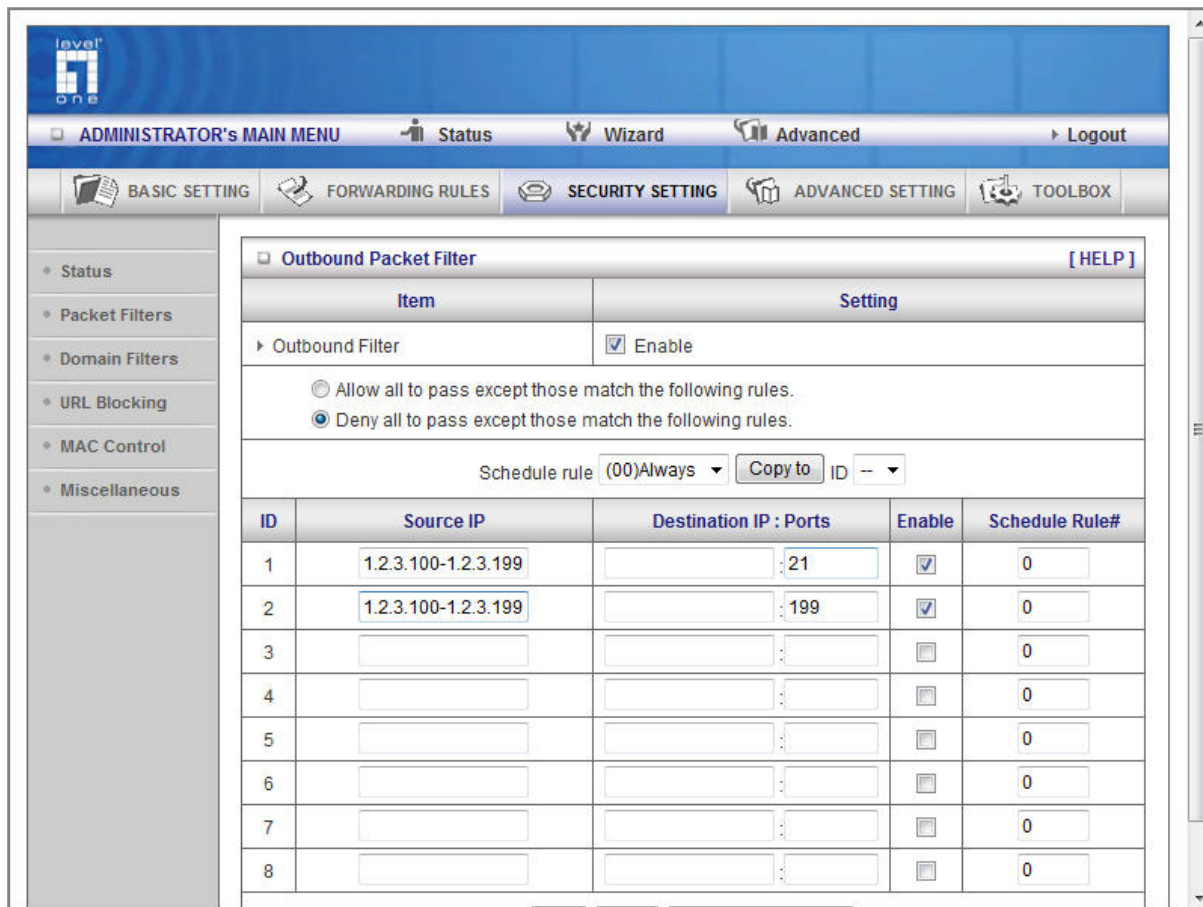 level
one
ADMINISTRATOR's MAIN MENU Status Wizard Advanced Logout
BASIC SETTING FORWARDING RULES SECURITY SETTING ADVANCED SETTING TOOLBOX
Status
Packet Filters
Domain Filters
URL Blocking
MAC Control
Miscellaneous
Outbound Packet Filter [ HELP ]
Item Setting
Outbound Filter Enable
Allow all to pass except those match the following rules.
Deny all to pass except those match the following rules.
Schedule rule (00)Always Copy to ID --
ID Source IP Destination IP : Ports Enable Schedule Rule#
1 1.2.3.100-1.2.3.199 : 21 0
2 1.2.3.100-1.2.3.199 : 199 0
3 : 0
4 : 0
5 : 0
6 : 0
7 : 0
8 : 0